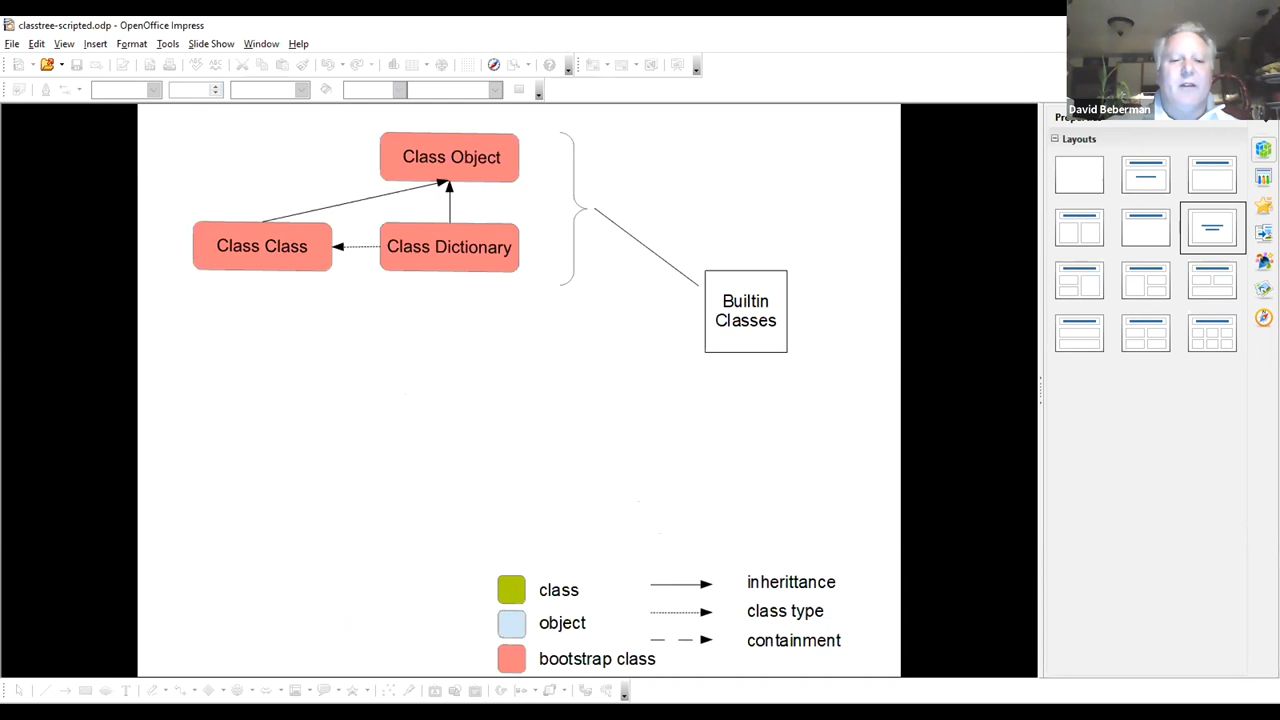 classtree-scripted.odp - OpenOffice Impress
File Edit View Insert Format Tools Slide Show Window Help
David Beberman
Layouts
Class Object
Class Class
Class Dictionary
Builtin
Classes
class
object
bootstrap class
inherittance
class type
containment